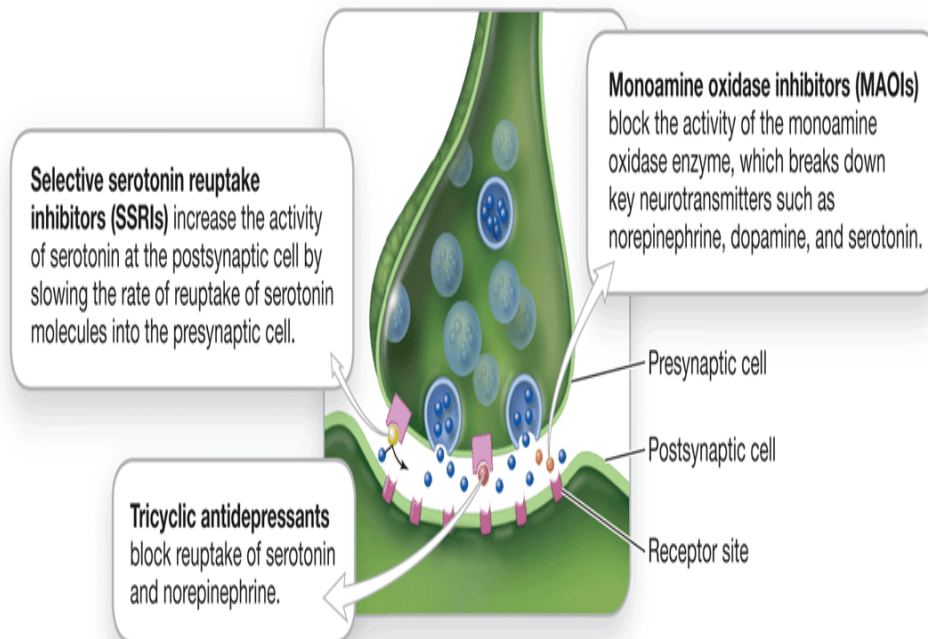 Monoamine oxidase inhibitors (MAOIs)
block the activity of the monoamine
oxidase enzyme, which breaks down
key neurotransmitters such as
norepinephrine, dopamine, and serotonin.
Selective serotonin reuptake
inhibitors (SSRIs) increase the activity
of serotonin at the postsynaptic cell by
slowing the rate of reuptake of serotonin
molecules into the presynaptic cell.
Presynaptic cell
Postsynaptic cell
Receptor site
Tricyclic antidepressants
block reuptake of serotonin
and norepinephrine.